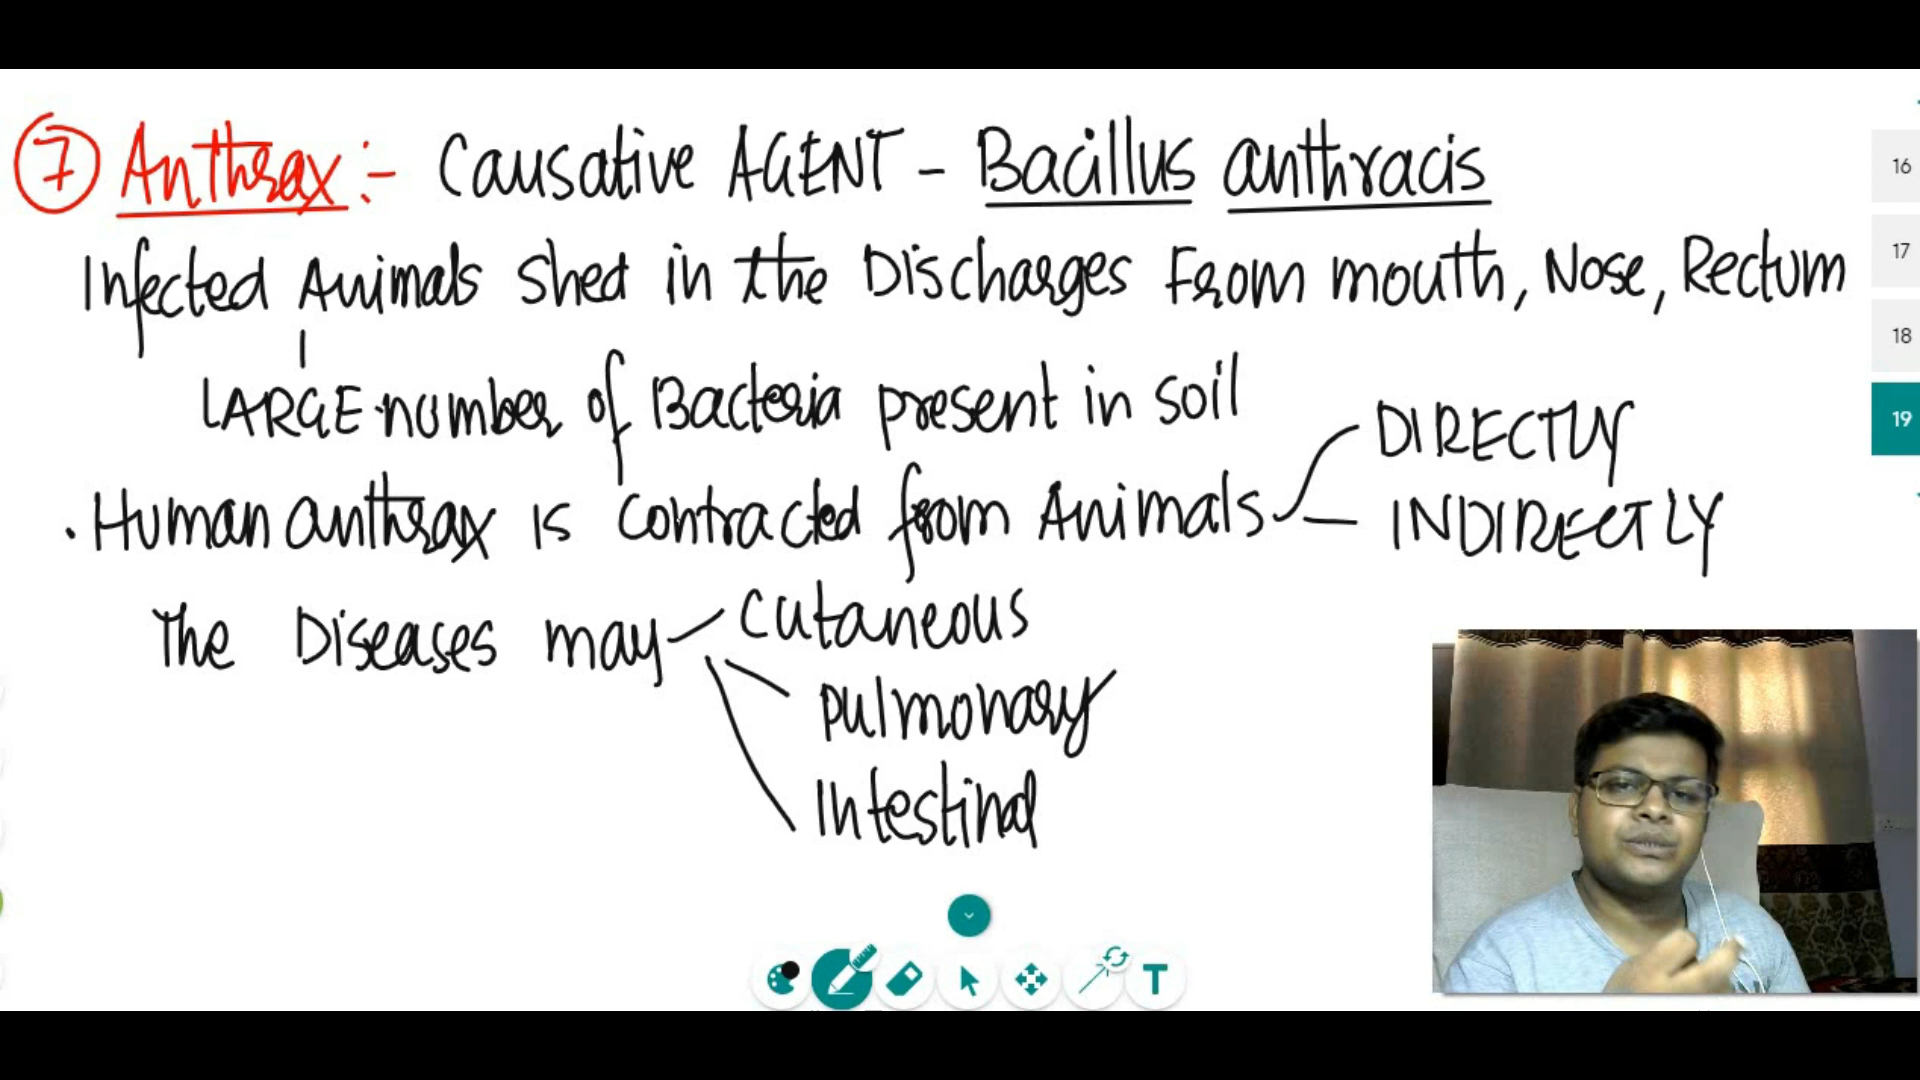 7 Anthrax :- Causative AGENT - Bacillus anthracis
Infected Animals shed in the Discharges From mouth, Nose, Rectum
LARGE number of Bacteria present in soil
. Human anthrax is contracted from Animals
DIRECTLY
INDIRECTLY
The Diseases may
Cutaneous
Pulmonary
Intestinal
16
17
18
19
T